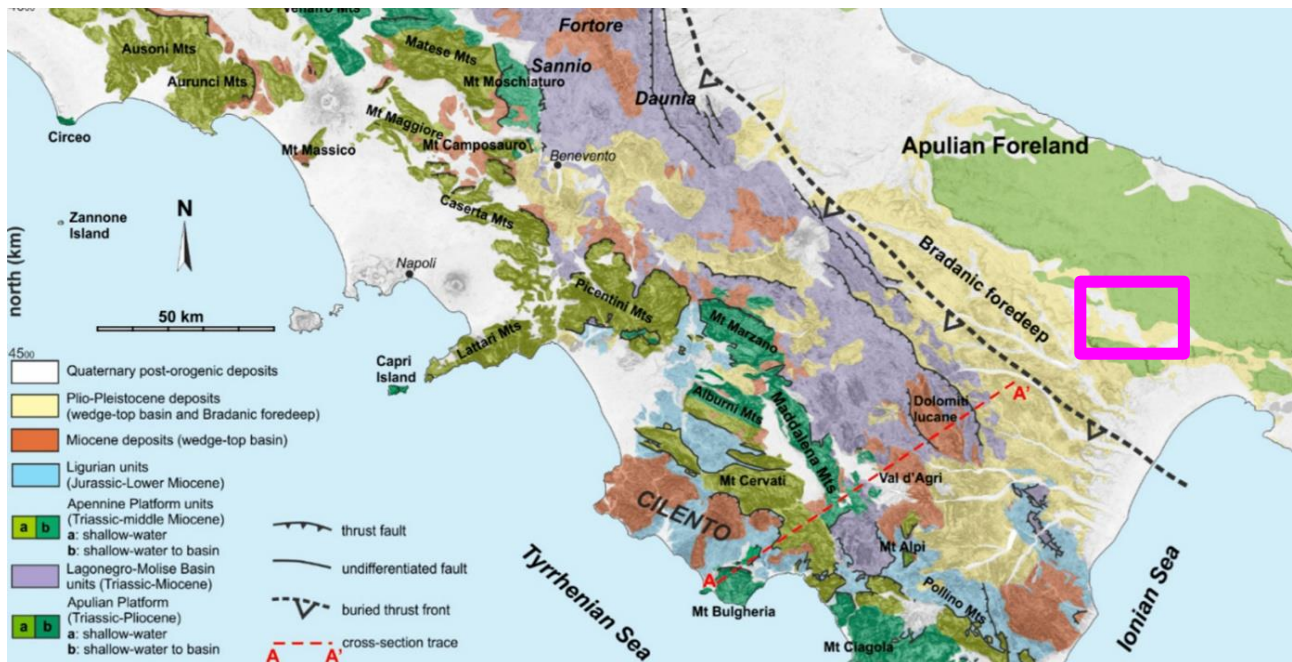 Venafro Mts
Fortore
Ausoni Mts
Matese Mts
Sannio
Aurunci Mts
Mt Moschiaturo
Daunia
Mt Maggiore
Circeo
Mt Massico
Mt Camposauro
Benevento
Apulian Foreland
Caserta Mts
Zannone
Island
N
Bradanic foredeep
Napoli
Picentini Mts
north (km)
50 km
Mt Marzano
Lattari Mts
4500
Capri
Island
Quaternary post-orogenic deposits
Alburni Mts
Maddalena Mts
Dolomiti
lucane
A'
Plio-Pleistocene deposits
(wedge-top basin and Bradanic foredeep)
Miocene deposits (wedge-top basin)
Ligurian units
(Jurassic-Lower Miocene)
Mt Cervati
Val d'Agri
CILENTO
Apennine Platform units
(Triassic-middle Miocene)
a b
a: shallow-water
b: shallow-water to basin
thrust fault
Mt Alpi
Lagonegro-Molise Basin
units (Triassic-Miocene)
undifferentiated fault
A
Mt Bulgheria
Pollino Mts
Tyrrhenian Sea
Ionian Sea
Apulian Platform
(Triassic-Pliocene)
a b
a: shallow-water
b: shallow-water to basin
buried thrust front
cross-section trace
A A'
Mt Ciagola